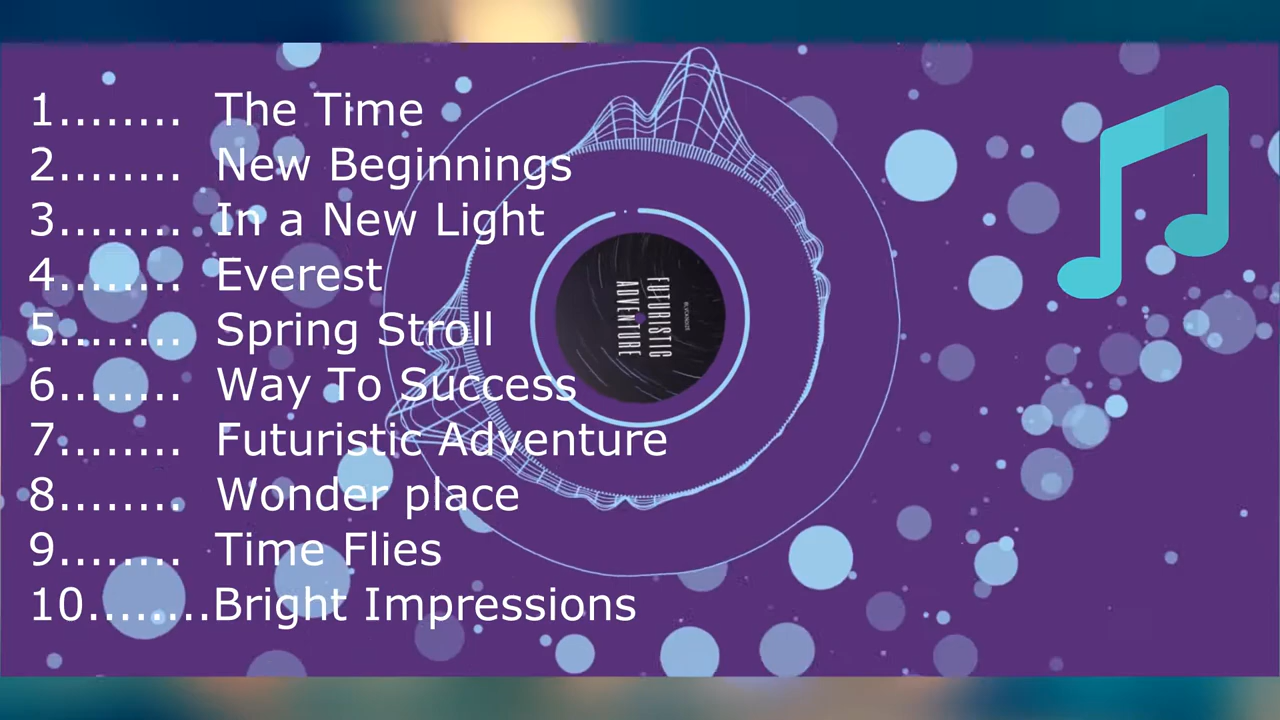 1........ The Time
2........ New Beginnings
3........ In a New Light
4........ Everest
5........ Spring Stroll
6........ Way To Success
7........ Futuristic Adventure
8........ Wonder place
9........ Time Flies
10........Bright Impressions
FUTURISTIC
ADVENTURE